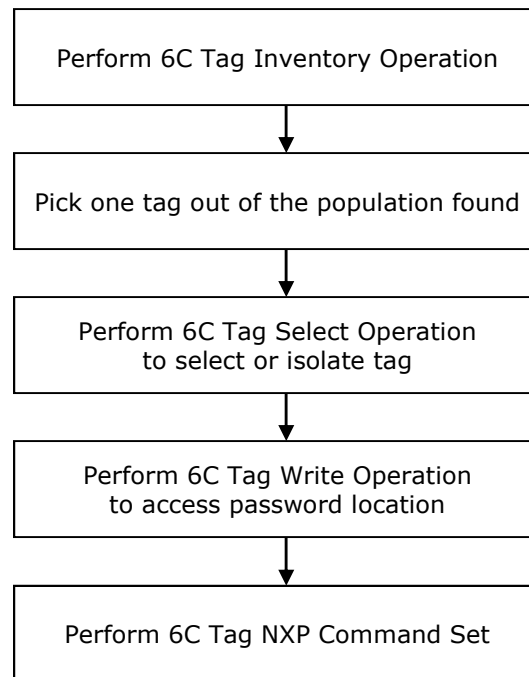 Perform 6C Tag Inventory Operation
Pick one tag out of the population found
Perform 6C Tag Select Operation
to select or isolate tag
Perform 6C Tag Write Operation
to access password location
Perform 6C Tag NXP Command Set